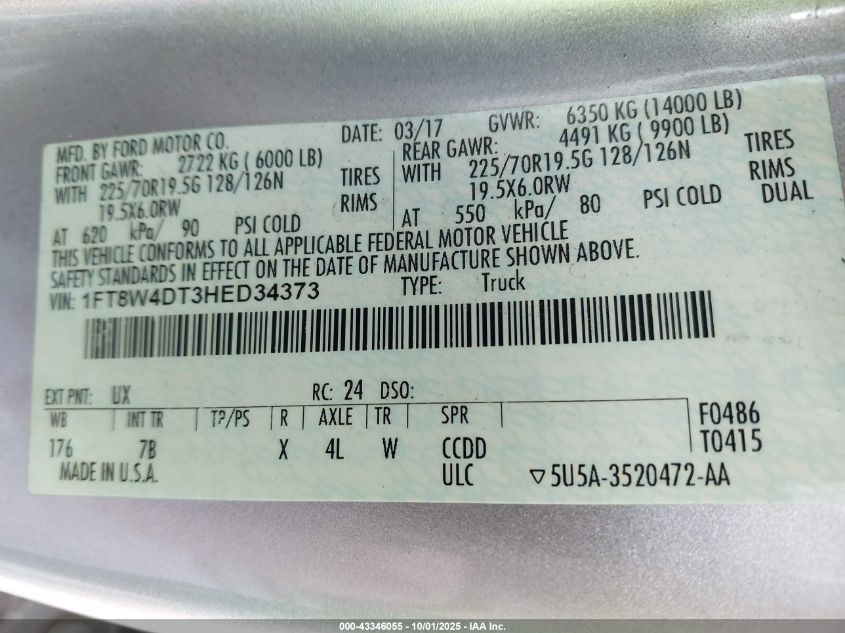 MFD. BY FORD MOTOR CO. DATE: 03/17 GVWR: 6350 KG (14000 LB)
FRONT GAWR: 2722 KG ( 6000 LB) REAR GAWR: 4491 KG ( 9900 LB)
WITH 225/70R19.5G 128/126N TIRES WITH 225/70R19.5G 128/126N TIRES
19.5X6.0RW RIMS 19.5X6.0RW RIMS
AT 620 kPa/ 90 PSI COLD AT 550 kPa/ 80 PSI COLD DUAL
THIS VEHICLE CONFORMS TO ALL APPLICABLE FEDERAL MOTOR VEHICLE
SAFETY STANDARDS IN EFFECT ON THE DATE OF MANUFACTURE SHOWN ABOVE.
VIN: 1FT8W4DT3HED34373 TYPE: Truck
EXT PNT: UX RC: 24 DSO:
WB INT TR TP/PS R AXLE TR SPR F0486
176 7B X 4L W CCDD T0415
MADE IN U.S.A. ULC ▽5U5A-3520472-AA
000-43346055 - 10/01/2025 - IAA Inc.